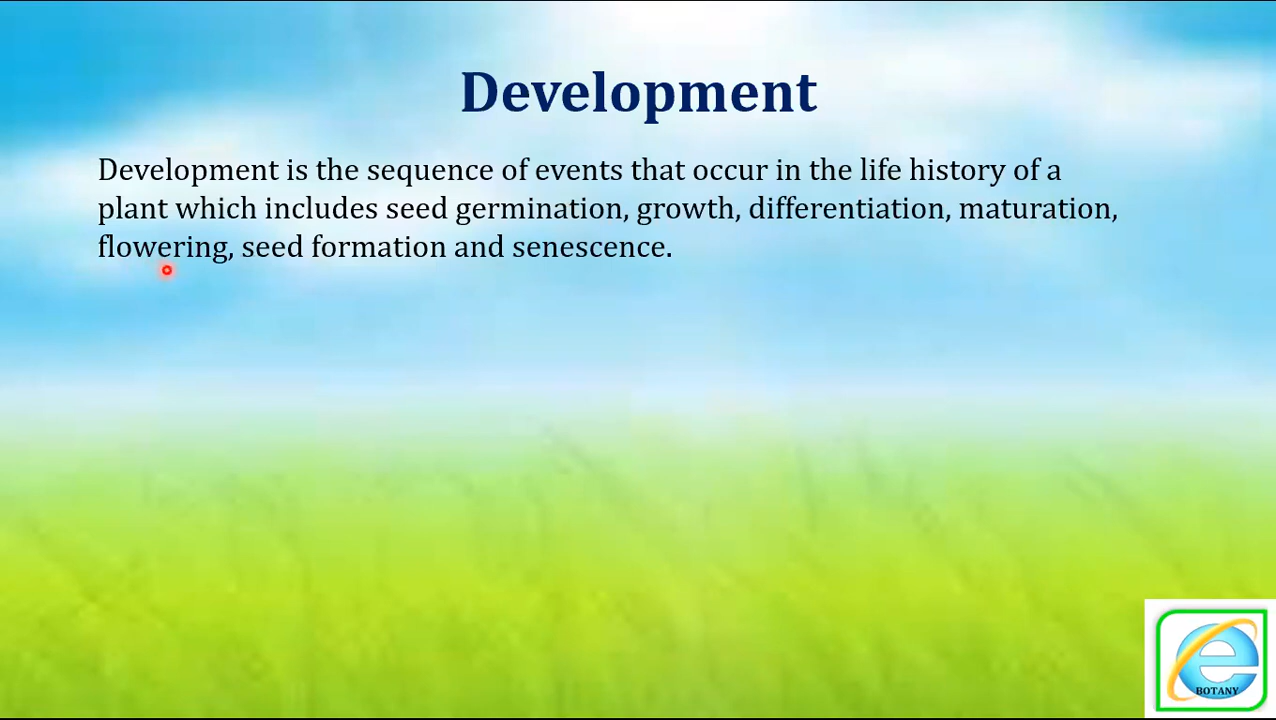 Development
Development is the sequence of events that occur in the life history of a
plant which includes seed germination, growth, differentiation, maturation,
flowering, seed formation and senescence.
e
BOTANY